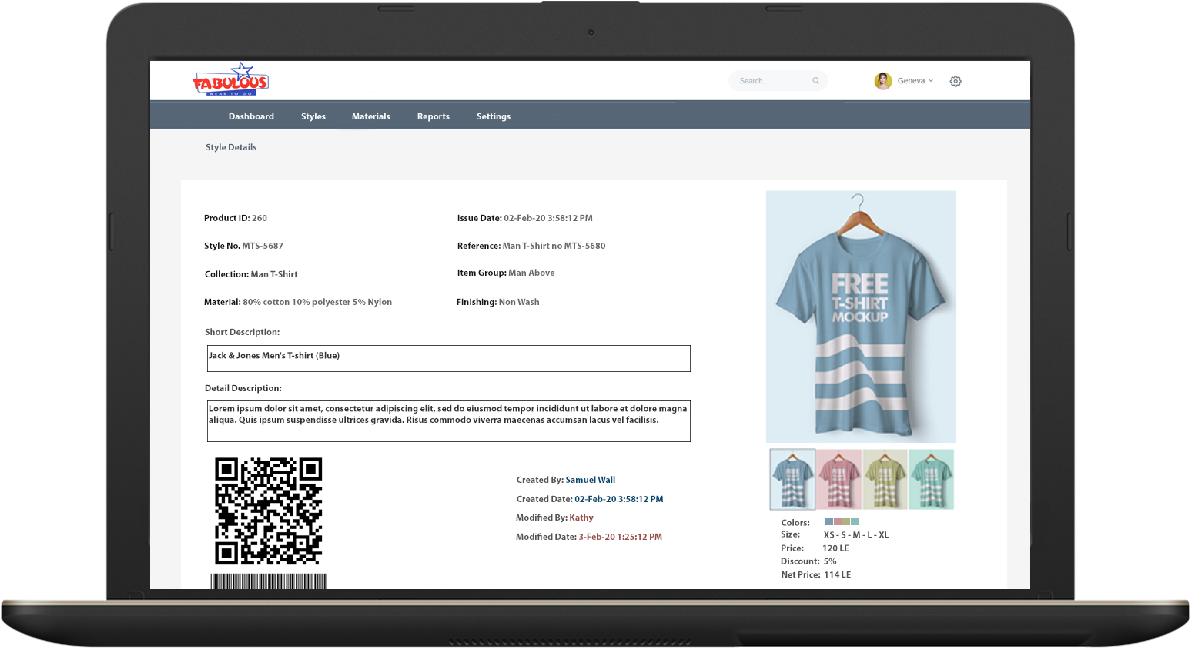 FABULOUS
Search
Geneva
Dashboard Styles Materials Reports Settings
Style Details
Product ID: 260
Issue Date: 02-Feb-20 3:58:12 PM
Style No. MTS-5687
Reference: Man T-Shirt no MTS-5680
Collection: Man T-Shirt
Item Group: Man Above
Material: 80% cotton 10% polyester 5% Nylon
Finishing: Non Wash
Short Description:
Jack & Jones Men's T-shirt (Blue)
Detail Description:
Lorem ipsum dolor sit amet, consectetur adipiscing elit, sed do eiusmod tempor incididunt ut labore et dolore magna
aliqua. Quis ipsum suspendisse ultrices gravida. Risus commodo viverra maecenas accumsan lacus vel facilisis.
Created By: Samuel Wall
Created Date: 02-Feb-20 3:58:12 PM
Modified By: Kathy
Modified Date: 3-Feb-20 1:25:12 PM
FREE
T-SHIRT
MOCKUP
Colors:
Size: XS - S - M - L - XL
Price: 120 LE
Discount: 5%
Net Price: 114 LE